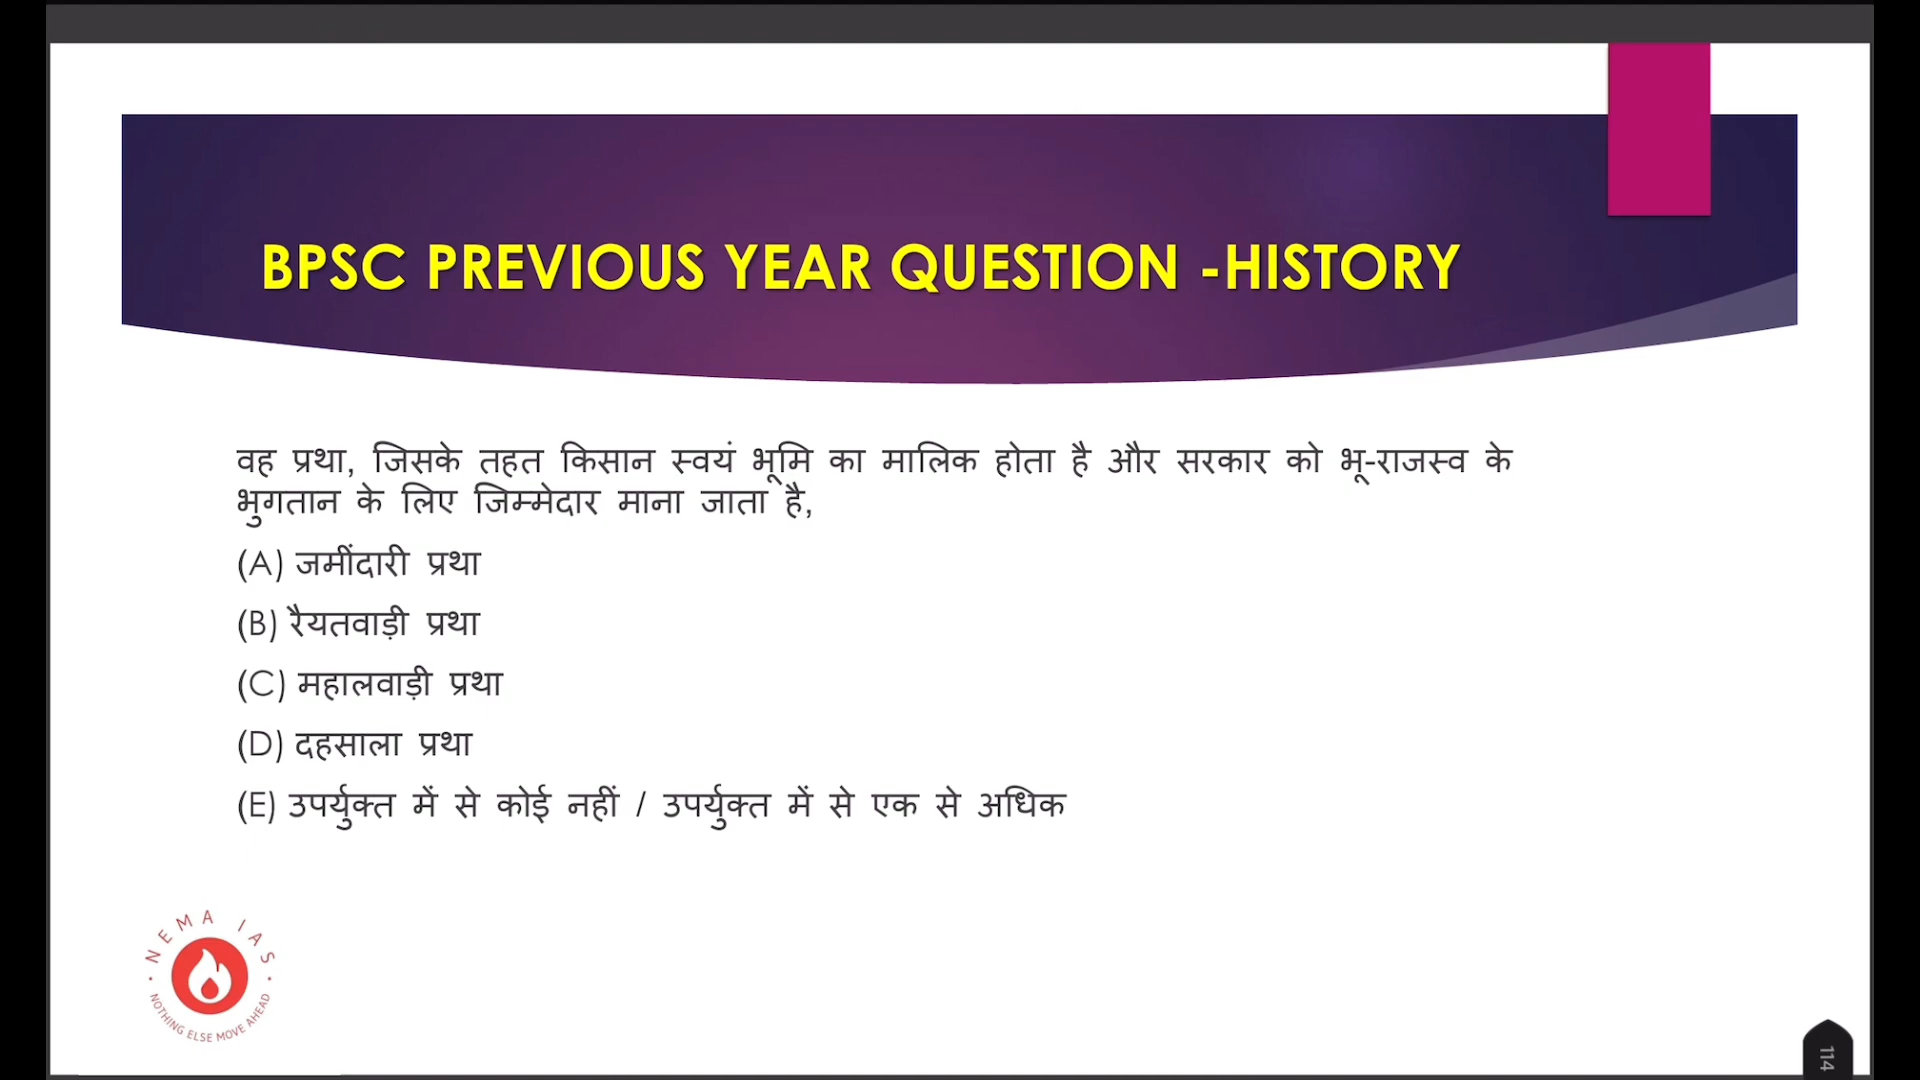 BPSC PREVIOUS YEAR QUESTION -HISTORY
वह प्रथा, जिसके तहत किसान स्वयं भूमि का मालिक होता है और सरकार को भू-राजस्व के
भुगतान के लिए जिम्मेदार माना जाता है,
(A) जमींदारी प्रथा
(B) रैयतवाड़ी प्रथा
(C) महालवाड़ी प्रथा
(D) दहसाला प्रथा
(E) उपर्युक्त में से कोई नहीं / उपर्युक्त में से एक से अधिक
NEMA IAS
NOTHING ELSE MOVE AHEAD
114